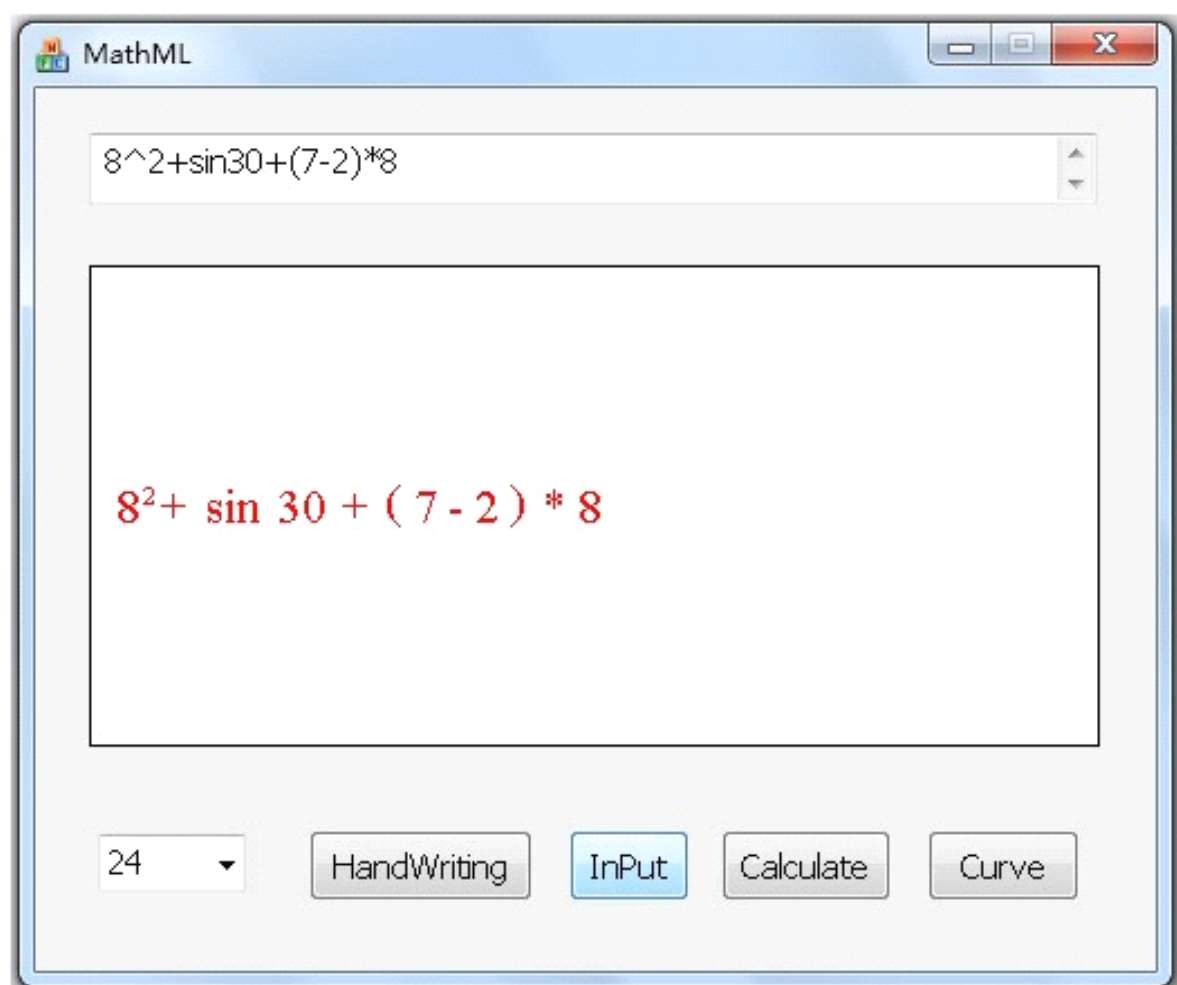 MathML
8^2+sin30+(7-2)*8
8²+ sin 30 + ( 7 - 2 ) * 8
24 HandWriting InPut Calculate Curve